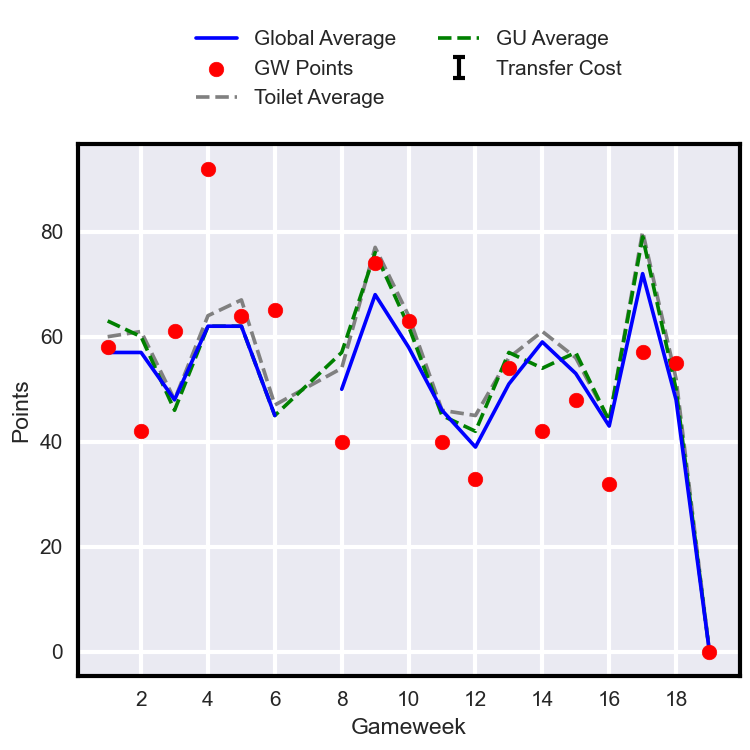 Global Average
GW Points
Toilet Average
GU Average
Transfer Cost
Points
80
60
40
20
0
2 4 6 8 10 12 14 16 18
Gameweek